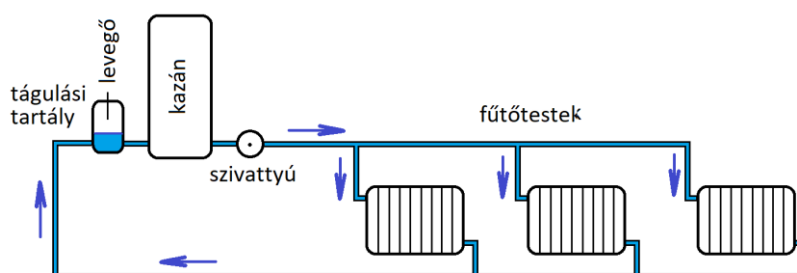 levegő
tágulási
tartály
kazán
szivattyú
fűtőtestek